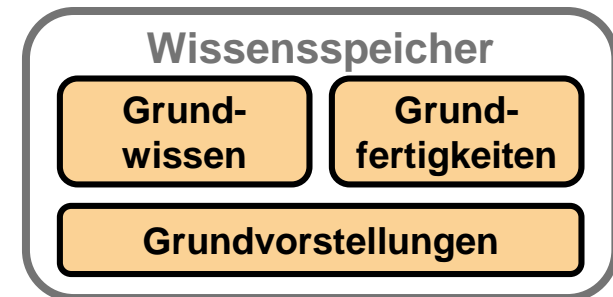 Wissensspeicher
Grund-
wissen
Grund-
fertigkeiten
Grundvorstellungen